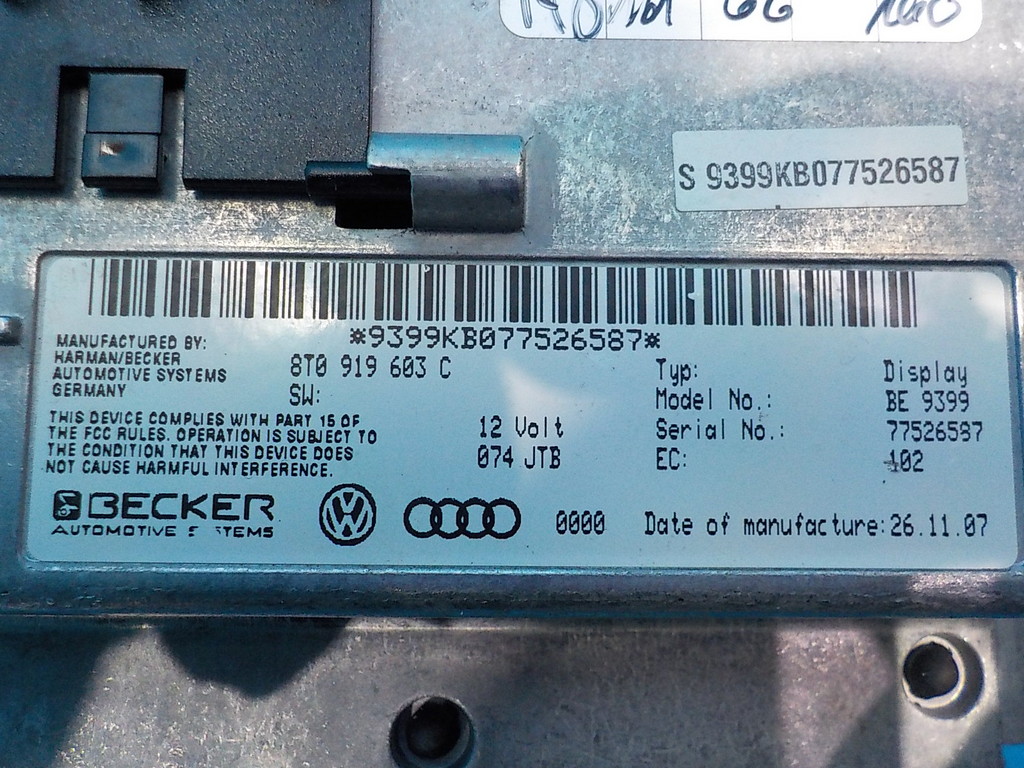 S 9399KB077526587
*9399KB077526587*
MANUFACTURED BY:
HARMAN/BECKER
AUTOMOTIVE SYSTEMS
GERMANY
8T0 919 603 C
SW:
THIS DEVICE COMPLIES WITH PART 15 OF
THE FCC RULES. OPERATION IS SUBJECT TO
THE CONDITION THAT THIS DEVICE DOES
NOT CAUSE HARMFUL INTERFERENCE.
12 Volt
074 JTB
Typ: Display
Model No.: BE 9399
Serial No.: 77526587
EC: 102
BECKER
AUTOMOTIVE S TEMS
0000 Date of manufacture: 26.11.07